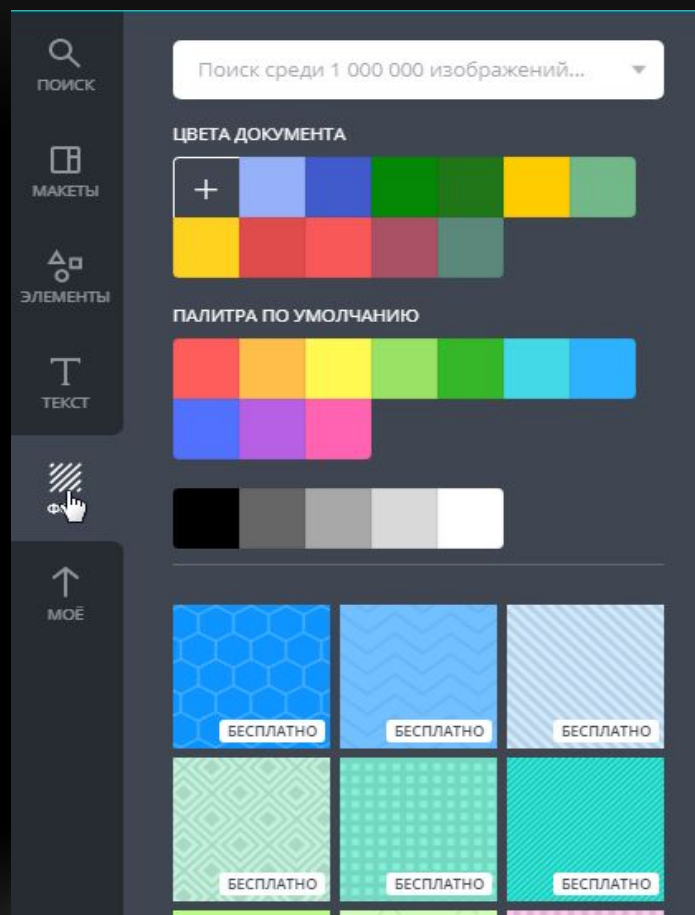 ПОИСК
МАКЕТЫ
ЭЛЕМЕНТЫ
ТЕКСТ
МОЁ
Поиск среди 1 000 000 изображений...
ЦВЕТА ДОКУМЕНТА
+
ПАЛИТРА ПО УМОЛЧАНИЮ
БЕСПЛАТНО
БЕСПЛАТНО
БЕСПЛАТНО
БЕСПЛАТНО
БЕСПЛАТНО
БЕСПЛАТНО